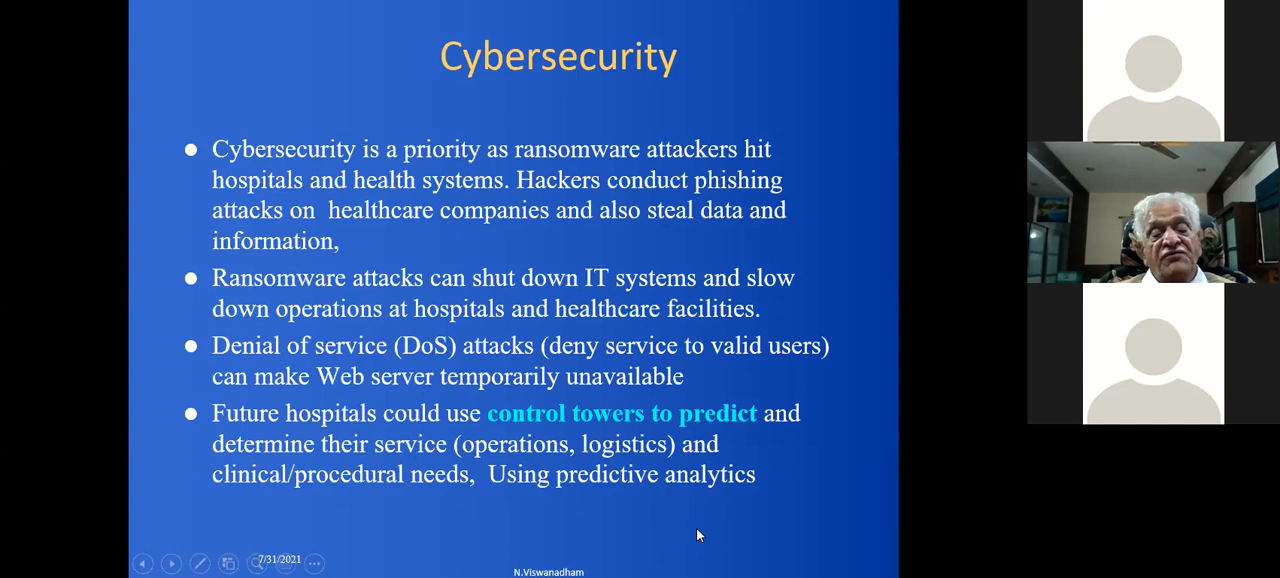 Cybersecurity
● Cybersecurity is a priority as ransomware attackers hit
hospitals and health systems. Hackers conduct phishing
attacks on healthcare companies and also steal data and
information,
● Ransomware attacks can shut down IT systems and slow
down operations at hospitals and healthcare facilities.
● Denial of service (DoS) attacks (deny service to valid users)
can make Web server temporarily unavailable
● Future hospitals could use control towers to predict and
determine their service (operations, logistics) and
clinical/procedural needs, Using predictive analytics
7/31/2021
N.Viswanadham